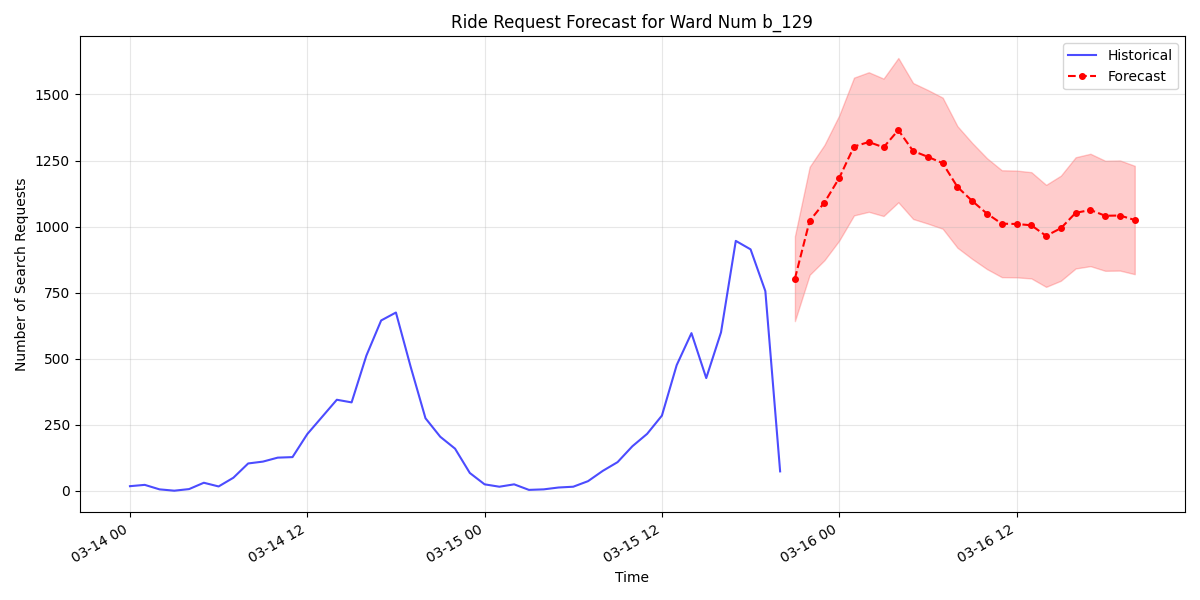 Ride Request Forecast for Ward Num b_129
Historical
Forecast
Number of Search Requests
1500
1250
1000
750
500
250
0
03-14 00
03-14 12
03-15 00
03-15 12
03-16 00
03-16 12
Time